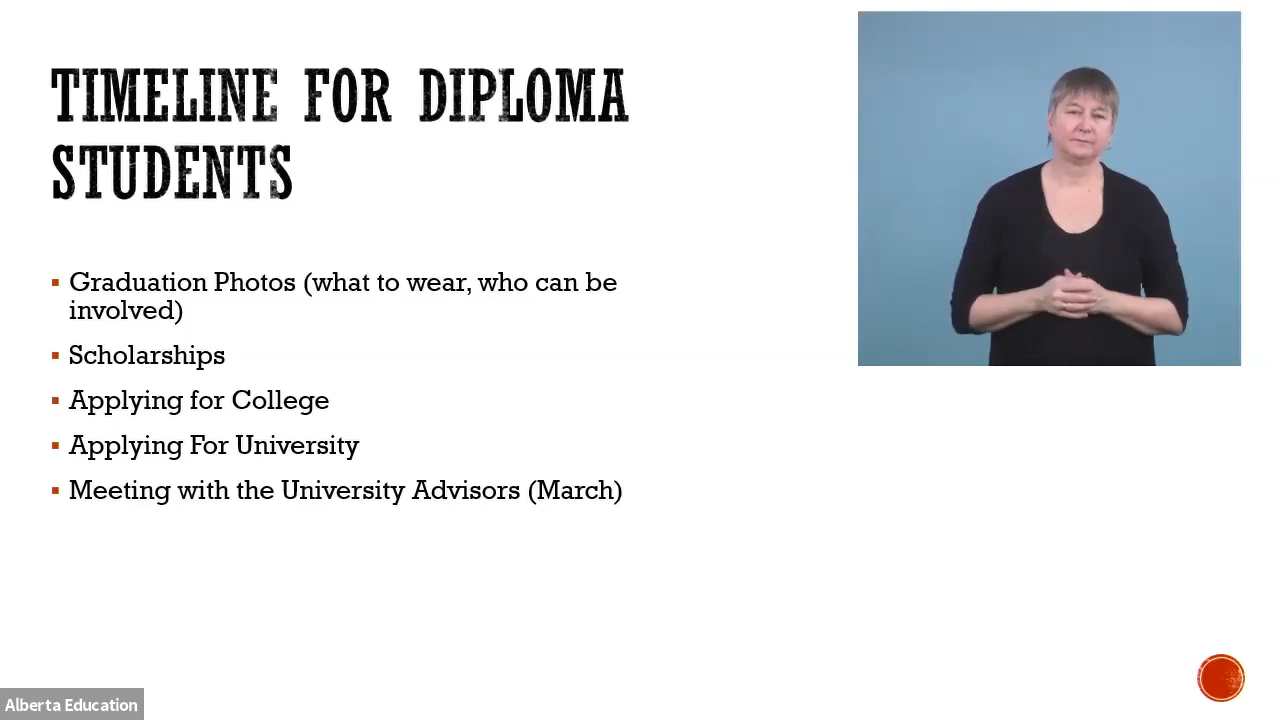 TIMELINE FOR DIPLOMA
STUDENTS
Graduation Photos (what to wear, who can be
involved)
Scholarships
Applying for College
Applying For University
Meeting with the University Advisors (March)
Alberta Education